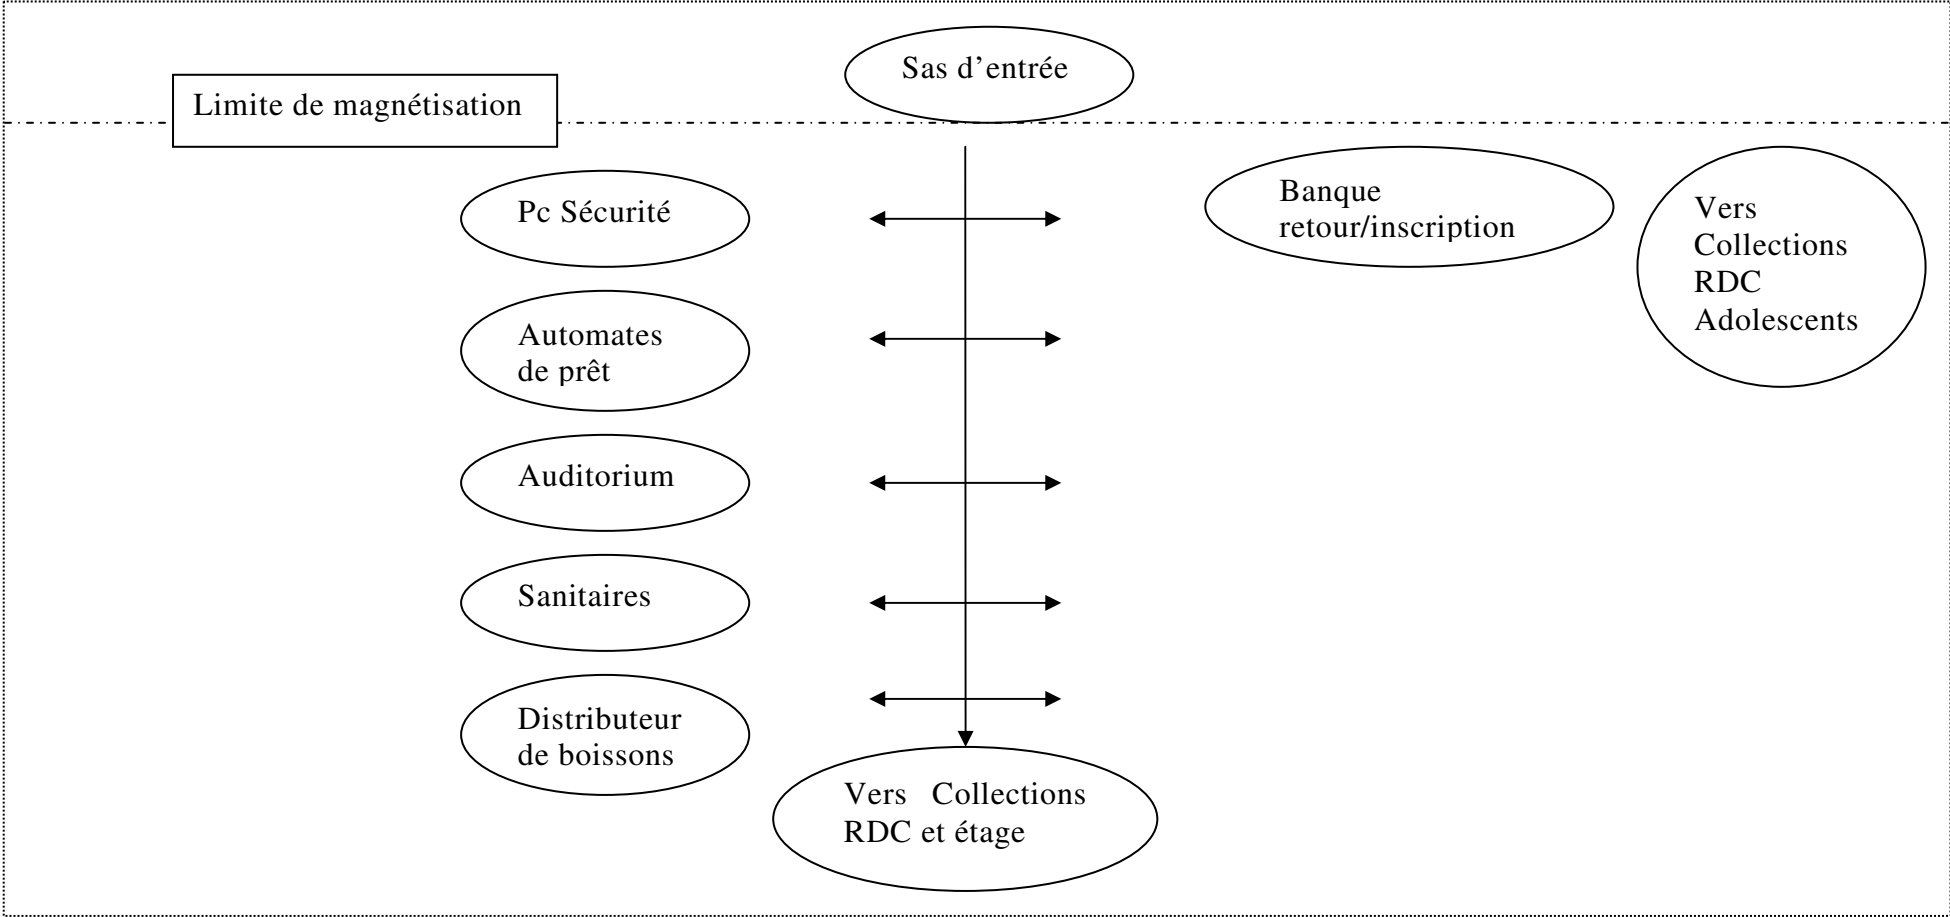 Sas d’entrée
Limite de magnétisation
Pc Sécurité
Banque
retour/inscription
Vers
Collections
RDC
Adolescents
Automates
de prêt
Auditorium
Sanitaires
Distributeur
de boissons
Vers Collections
RDC et étage